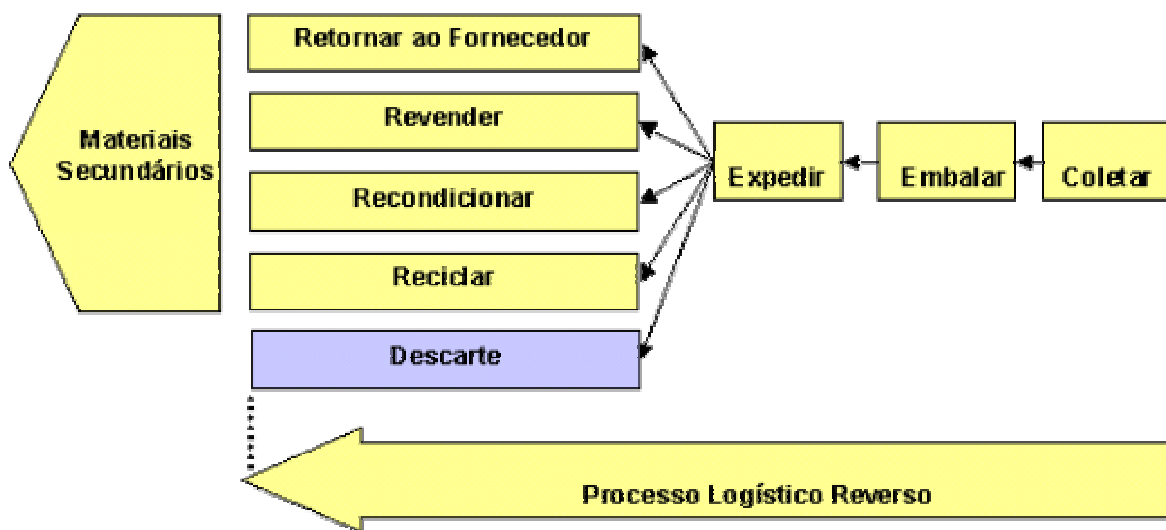 Retornar ao Fornecedor
Revender
Materiais
Secundários
Recondicionar
Reciclar
Descarte
Expedir
Embalar
Coletar
Processo Logístico Reverso